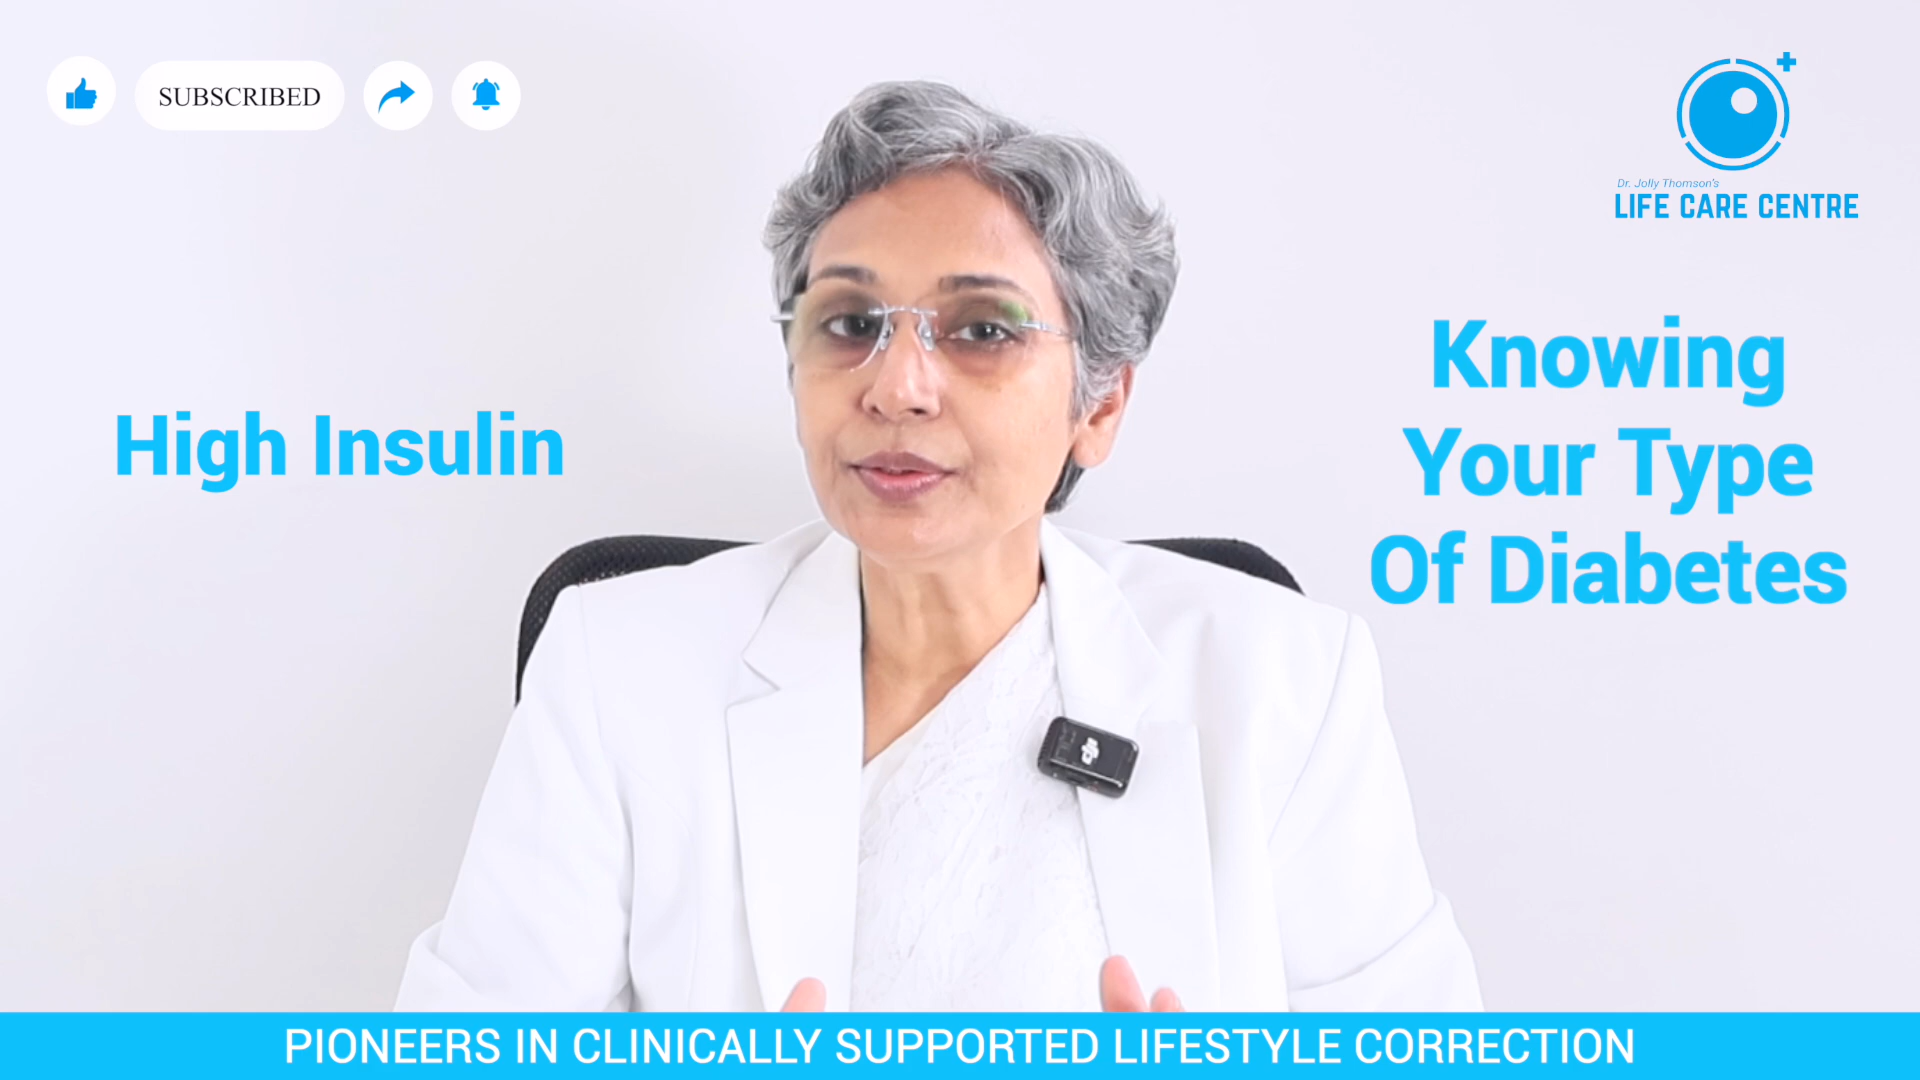 SUBSCRIBED
Dr. Jolly Thomson's
LIFE CARE CENTRE
High Insulin
Knowing
Your Type
Of Diabetes
dji
PIONEERS IN CLINICALLY SUPPORTED LIFESTYLE CORRECTION